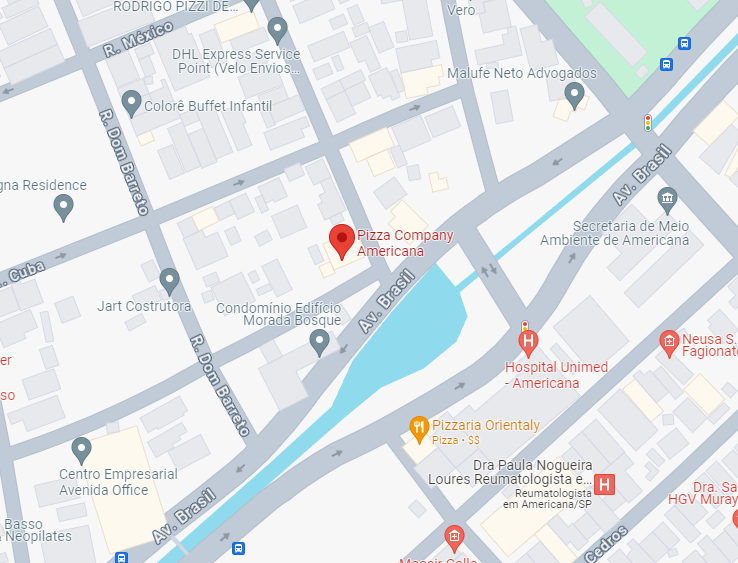 RODRIGO PIZZI DE...
Vero
R. México
DHL Express Service
Point (Velo Envios...
Malufe Neto Advogados
Colorê Buffet Infantil
R. Dom Barreto
Av. Brasil
gna Residence
Secretaria de Meio
Ambiente de Americana
Pizza Company
Americana
. Cuba
Jart Costrutora
Condomínio Edifício
Morada Bosque
Av. Brasil
R. Dom Barreto
Neusa S.
Fagionato
er
so
H
Hospital Unimed
- Americana
Pizzaria Orientaly
Pizza • $$
Centro Empresarial
Avenida Office
Dra Paula Nogueira
Loures Reumatologista e...
Reumatologista
em Americana/SP
H
Dra. Sa
HGV Muray
Av. Brasil
Basso
a Neopilates
Cedros